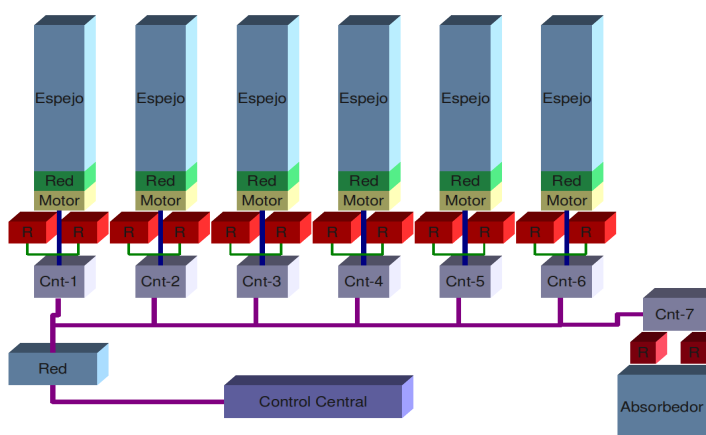 Espejo Espejo Espejo Espejo Espejo Espejo
Red Red Red Red Red Red
Motor Motor Motor Motor Motor Motor
R R R R R R R R R R R R
Cnt-1 Cnt-2 Cnt-3 Cnt-4 Cnt-5 Cnt-6
Cnt-7
R R
Red
Control Central
Absorbedor